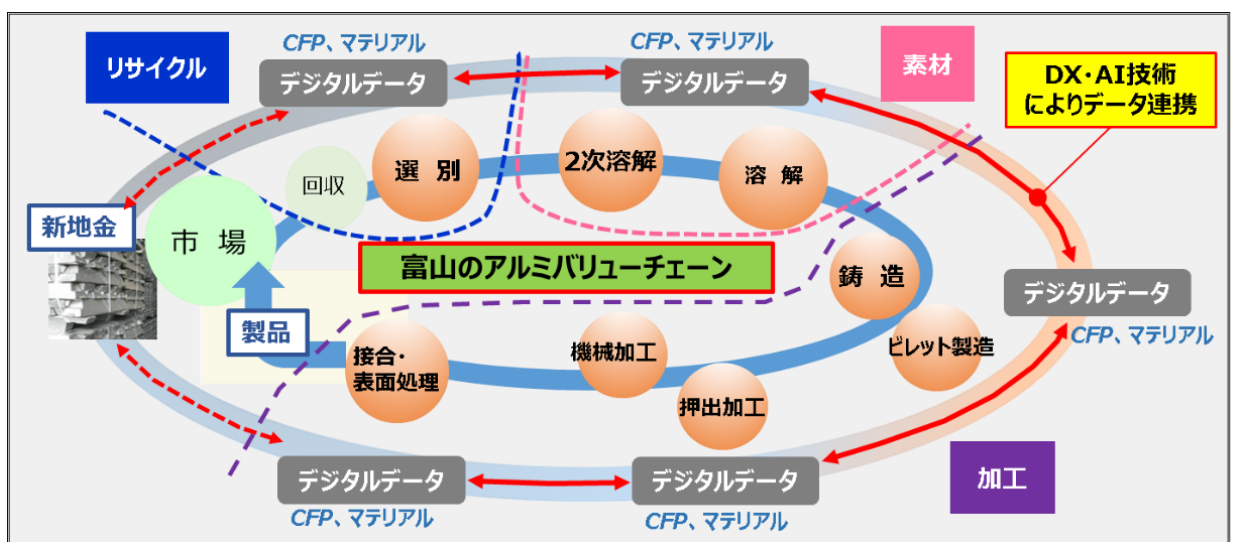 CFP、マテリアル
CFP、マテリアル
リサイクル
デジタルデータ
デジタルデータ
素材
DX・AI技術
によりデータ連携
選 別
2次溶解
溶 解
回収
新地金
市 場
富山のアルミバリューチェーン
鋳 造
デジタルデータ
CFP、マテリアル
製品
接合・
表面処理
機械加工
ビレット製造
押出加工
デジタルデータ
デジタルデータ
加工
CFP、マテリアル
CFP、マテリアル